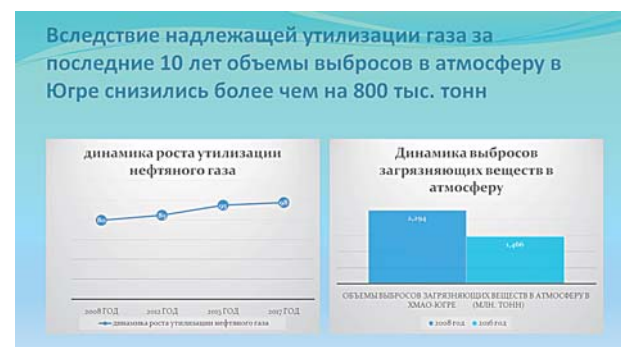 Вследствие надлежащей утилизации газа за
последние 10 лет объемы выбросов в атмосферу в
Югре снизились более чем на 800 тыс. тонн
динамика роста утилизации
нефтяного газа
80
95
98
2008 ГОД 2012 ГОД 2015 ГОД 2017 ГОД
динамика роста утилизации нефтяного газа
Динамика выбросов
загрязняющих веществ в
атмосферу
2,294
1,466
ОБЪЕМЫ ВЫБРОСОВ ЗАГРЯЗНЯЮЩИХ ВЕЩЕСТВ В АТМОСФЕРУ В
ХМАО-ЮГРЕ (МЛН. ТОНН)
2008 год 2016 год